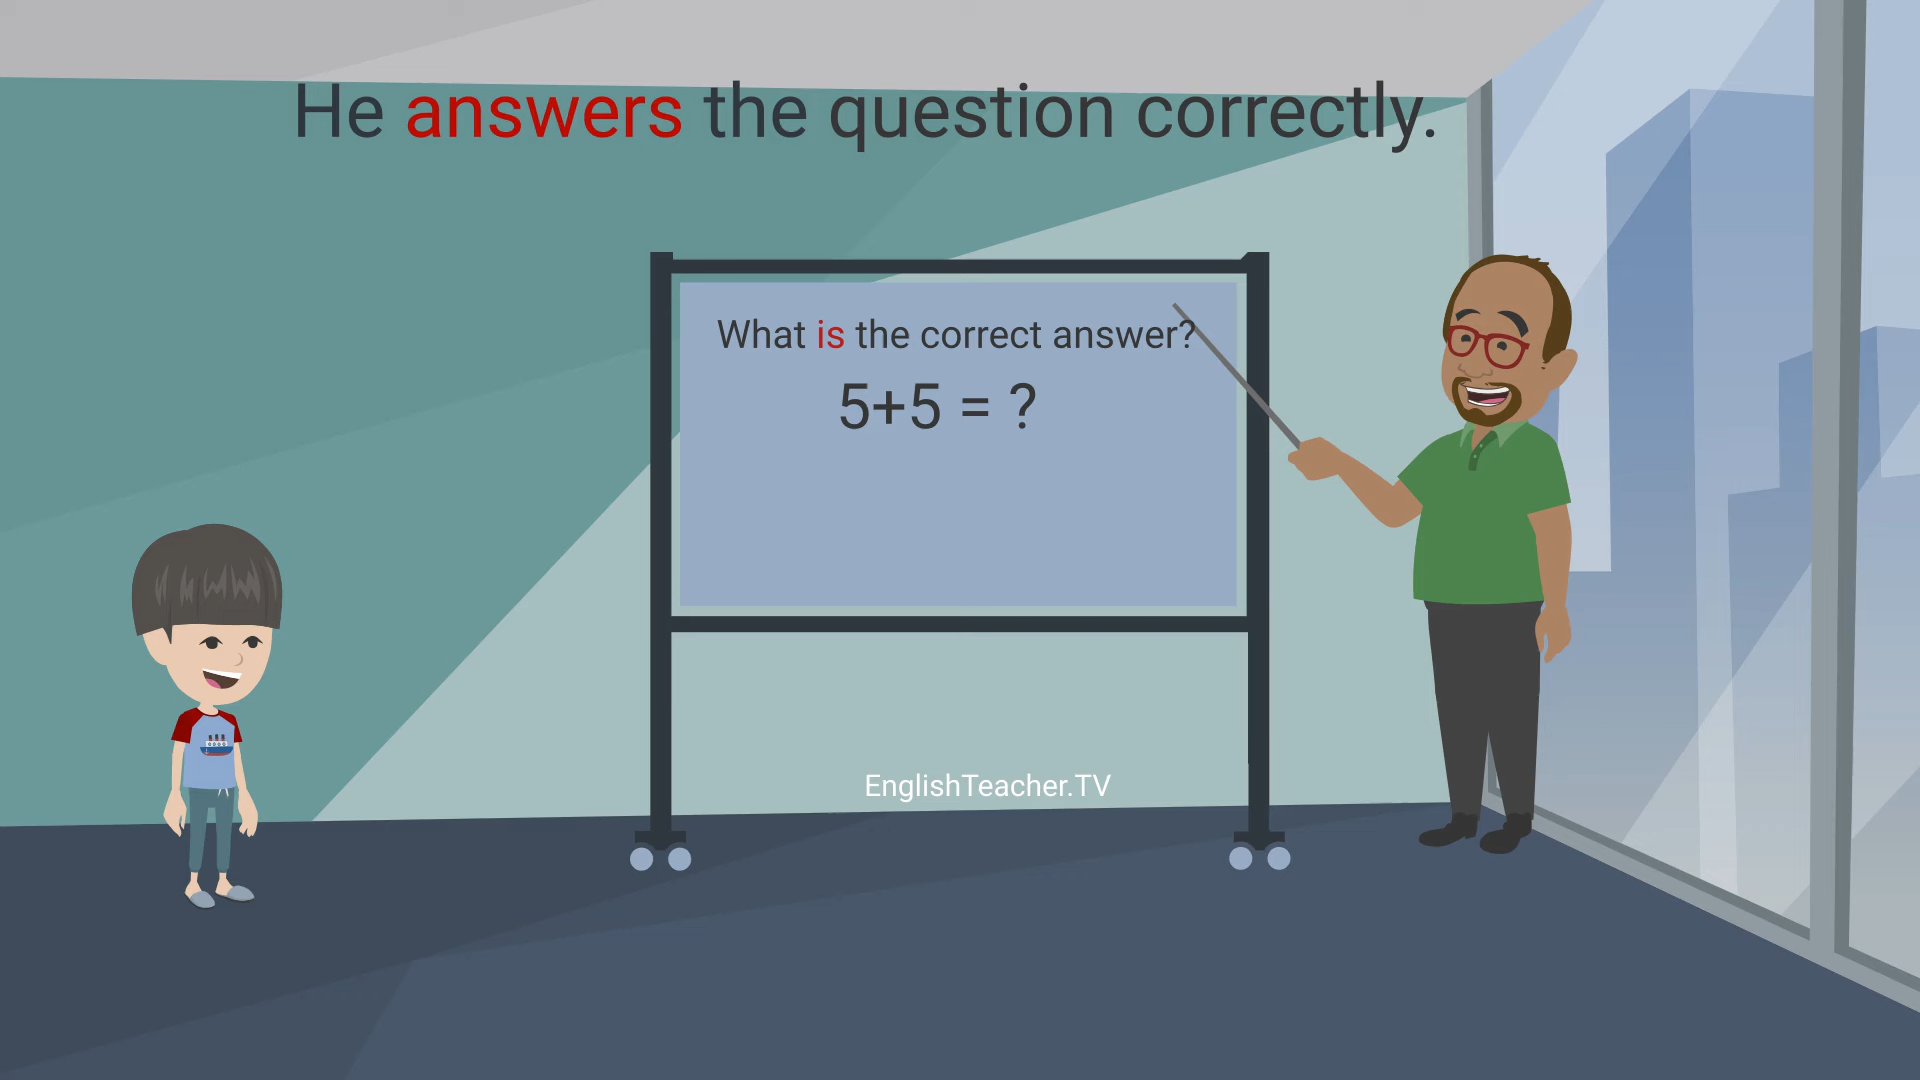 He answers the question correctly.
What is the correct answer?
5+5 = ?
EnglishTeacher.TV